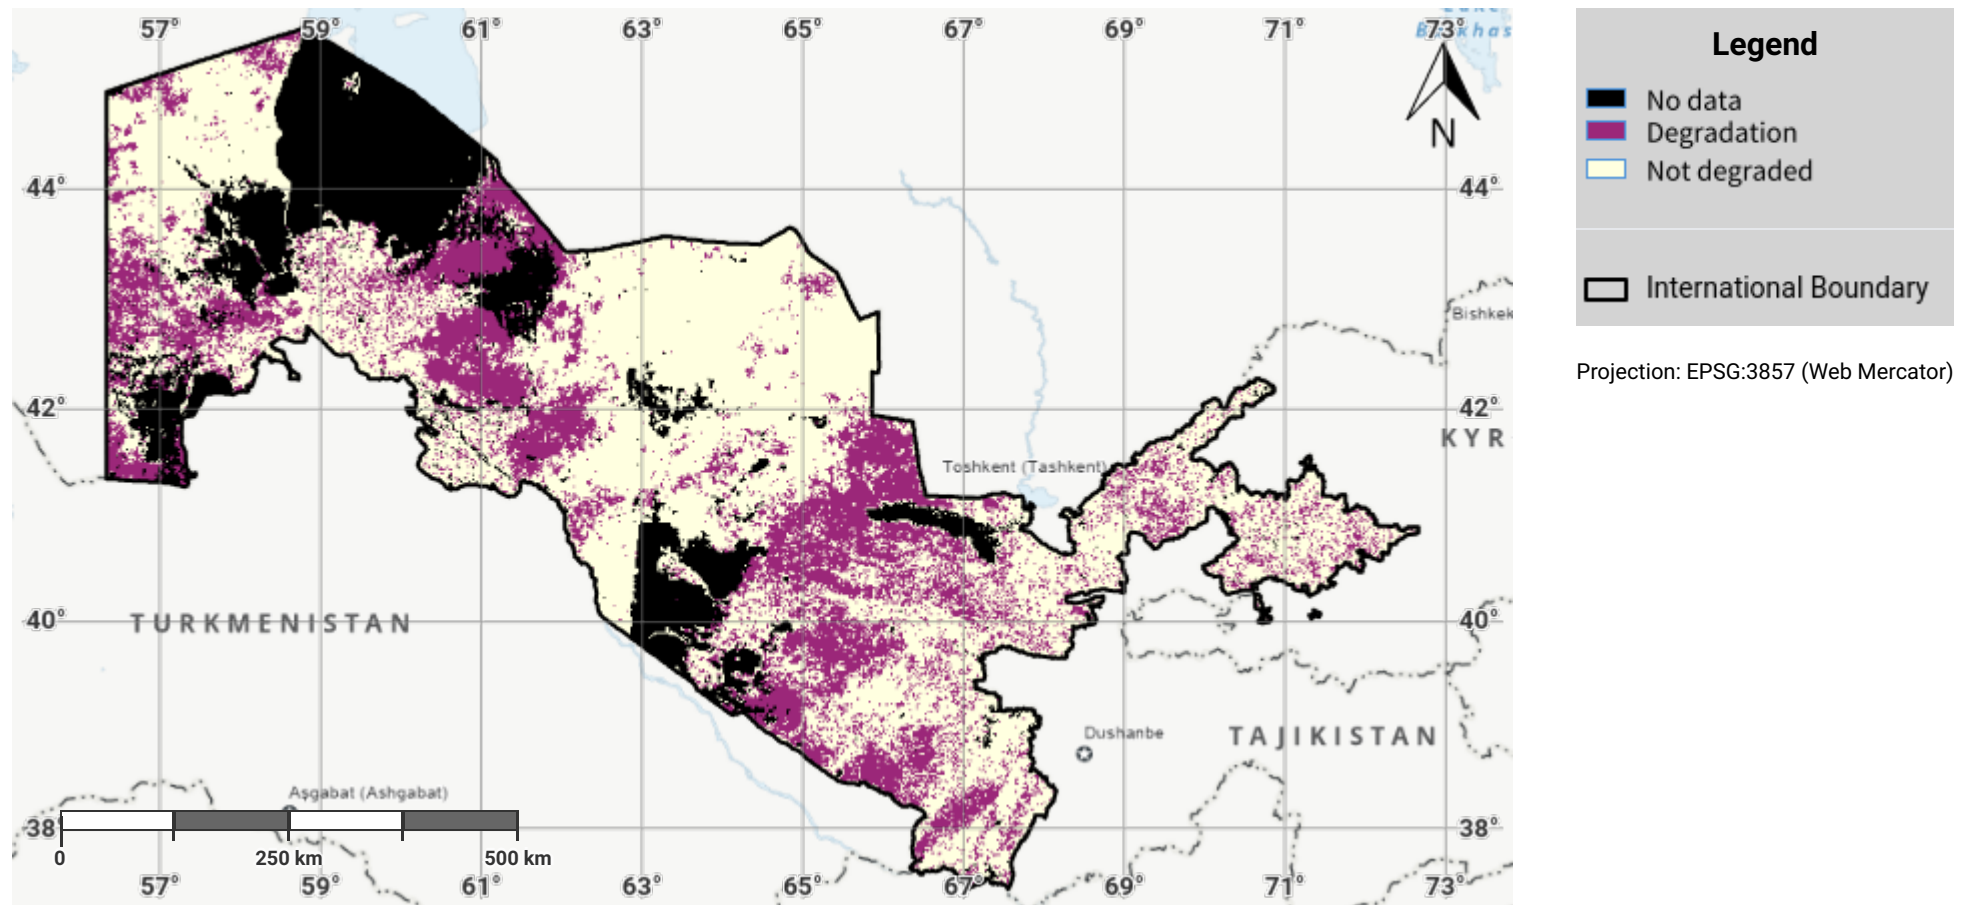 57° 59° 61° 63° 65° 67° 69° 71° 73°
N
44° 44°
Bishkek
42° 42°
KYR
Toshkent (Tashkent)
40° 40°
TURKMENISTAN
Dushanbe
TAJIKISTAN
Aşgabat (Ashgabat)
38° 38°
0 250 km 500 km
57° 59° 61° 63° 65° 67° 69° 71° 73°
Legend
No data
Degradation
Not degraded
International Boundary
Projection: EPSG:3857 (Web Mercator)